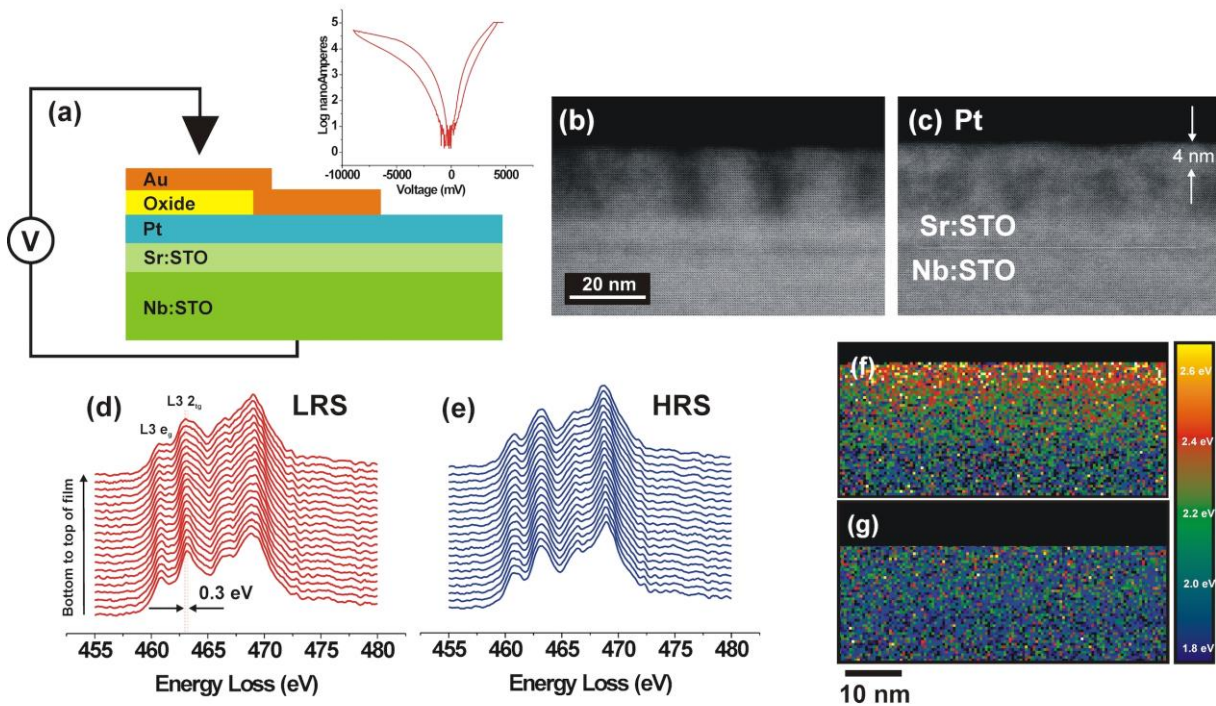 (a)
V
Au
Oxide
Pt
Sr:STO
Nb:STO
Log nanoAmperes
5
4
3
2
1
0
-10000 -5000 0 5000
Voltage (mV)
(b)
20 nm
(c) Pt
4 nm
Sr:STO
Nb:STO
(d)
LRS
L3 2tg
L3 eg
Bottom to top of film
0.3 eV
455 460 465 470 475 480
Energy Loss (eV)
(e)
HRS
455 460 465 470 475 480
Energy Loss (eV)
(f)
(g)
2.6 eV
2.4 eV
2.2 eV
2.0 eV
1.8 eV
10 nm